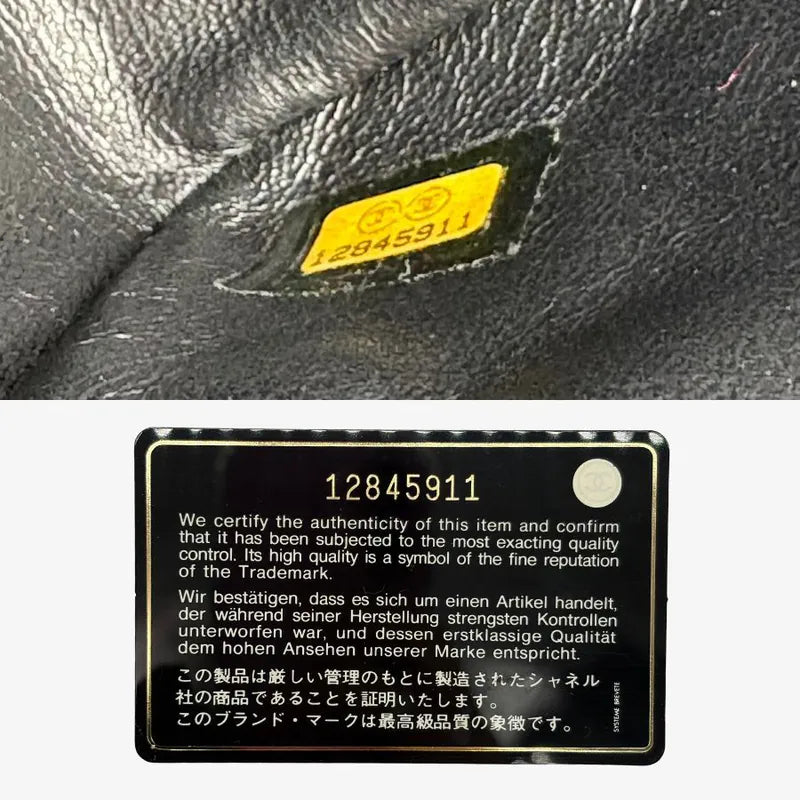 12845911
12845911
We certify the authenticity of this item and confirm
that it has been subjected to the most exacting quality
control. Its high quality is a symbol of the fine reputation
of the Trademark.
Wir bestätigen, dass es sich um einen Artikel handelt,
der während seiner Herstellung strengsten Kontrollen
unterworfen war, und dessen erstklassige Qualität
dem hohen Ansehen unserer Marke entspricht.
この製品は厳しい管理のもとに製造されたシャネル
社の商品であることを証明いたします。
このブランド・マークは最高級品質の象徴です。
SYSTEME BREVETE